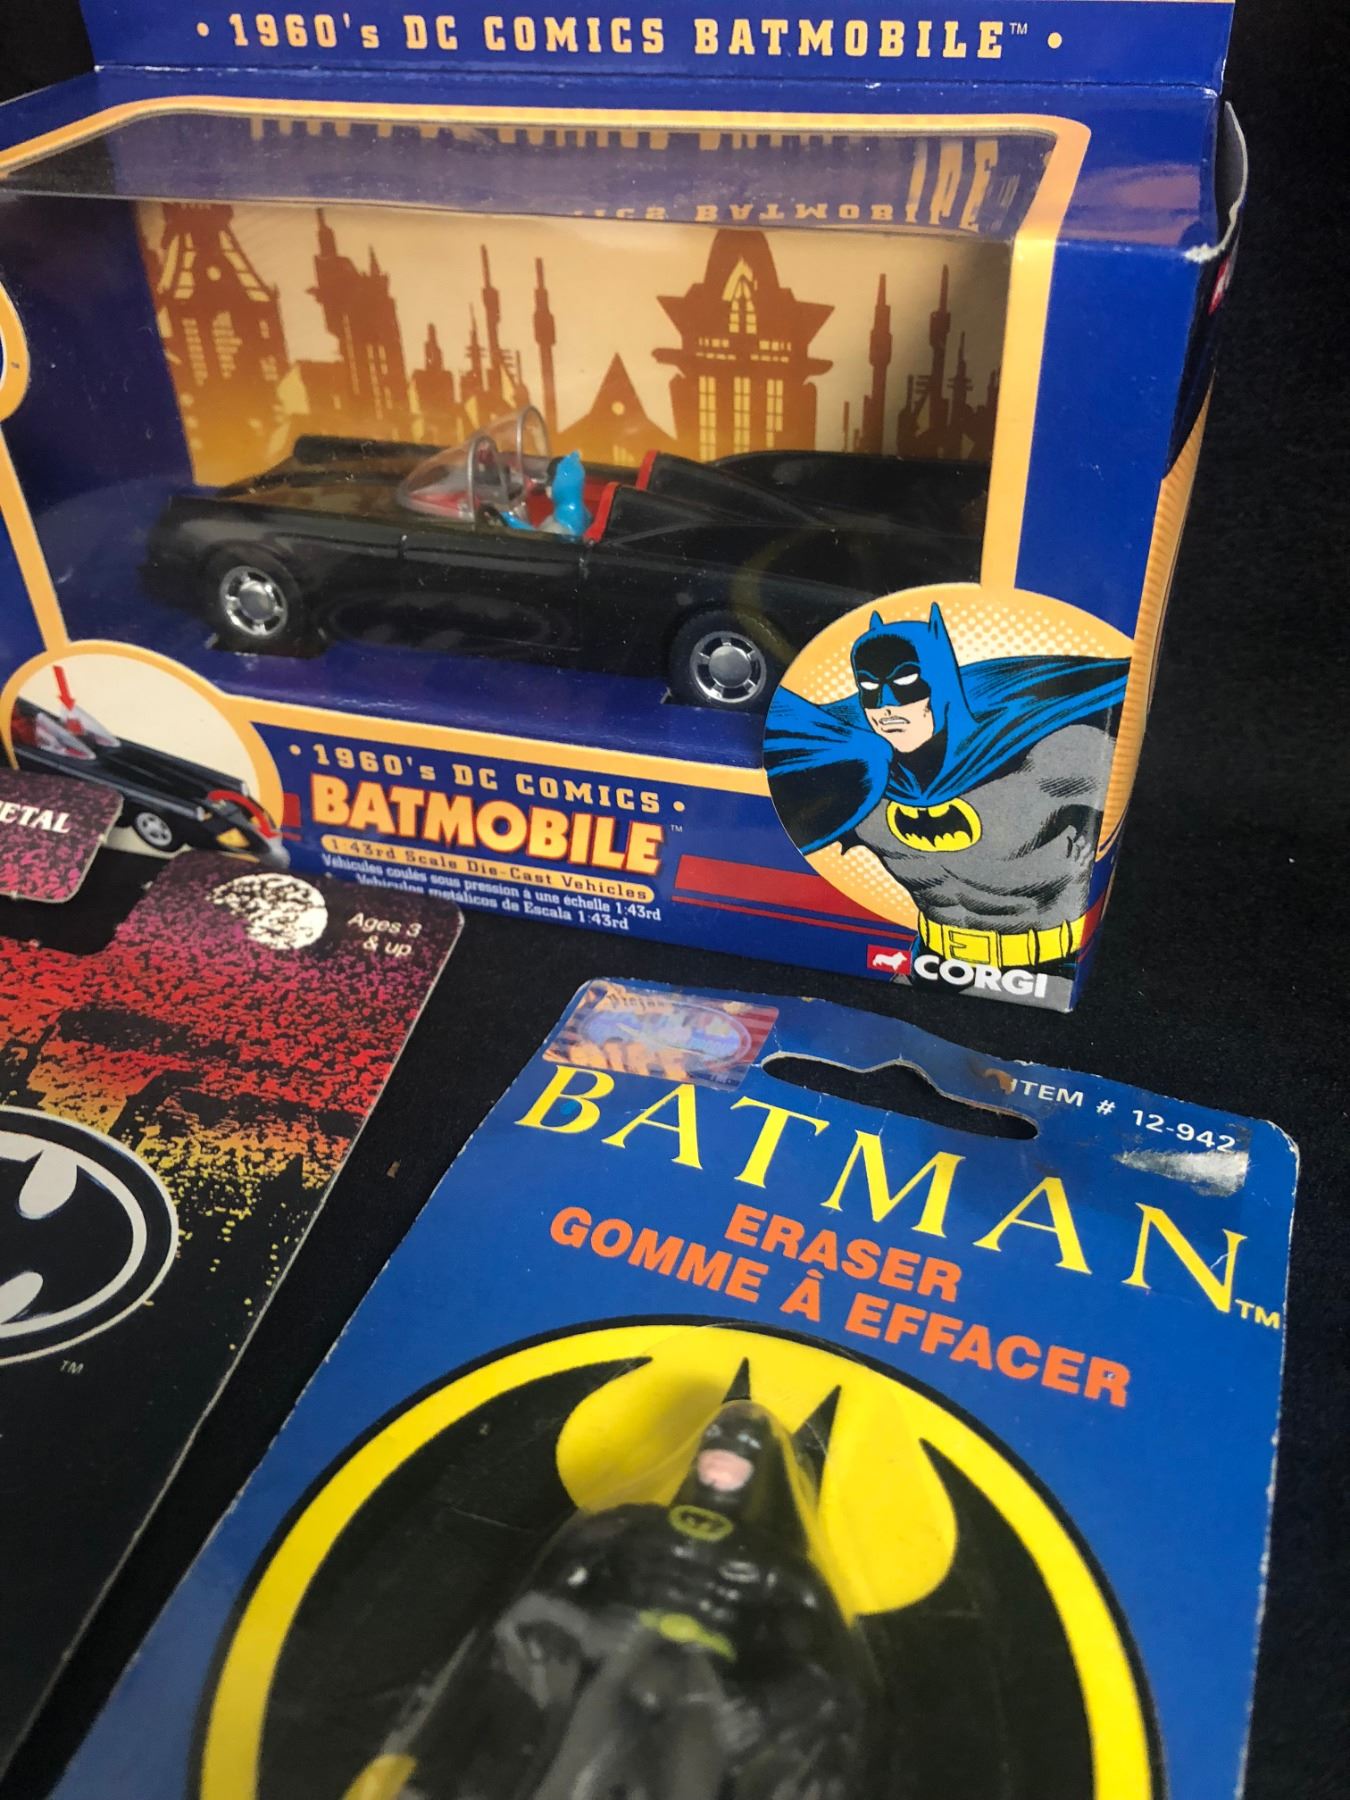 • 1960's DC COMICS BATMOBILE™ •
• 1960's DC COMICS •
BATMOBILE™
1:43rd Scale Die-Cast Vehicles
Véhicules coulés sous pression à une échelle 1:43rd
Vehículos metálicos de Escala 1:43rd
CORGI
ETAL
Ages 3
& up
TM
ITEM # 12-942
BATMAN™
ERASER
GOMME À EFFACER